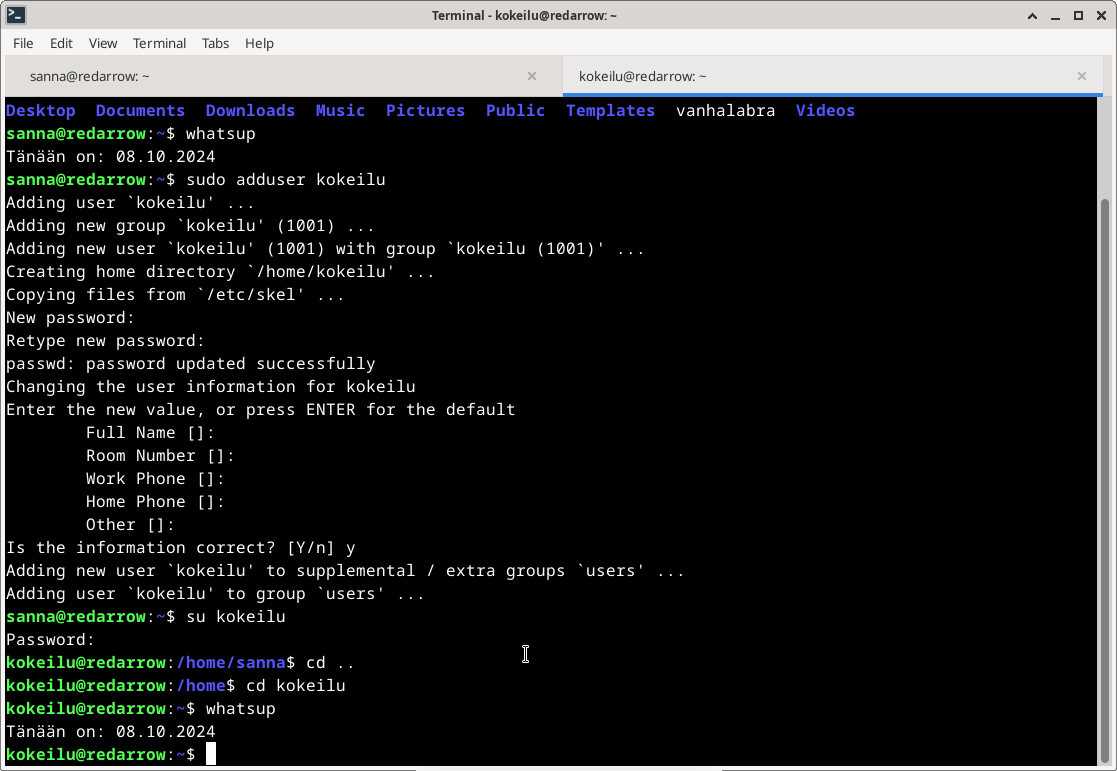 Terminal - kokeilu@redarrow: ~
File Edit View Terminal Tabs Help
sanna@redarrow: ~ kokeilu@redarrow: ~
Desktop  Documents  Downloads  Music  Pictures  Public  Templates  vanhalabra  Videos
sanna@redarrow:~$ whatsup
Tänään on: 08.10.2024
sanna@redarrow:~$ sudo adduser kokeilu
Adding user `kokeilu' ...
Adding new group `kokeilu' (1001) ...
Adding new user `kokeilu' (1001) with group `kokeilu (1001)' ...
Creating home directory `/home/kokeilu' ...
Copying files from `/etc/skel' ...
New password:
Retype new password:
passwd: password updated successfully
Changing the user information for kokeilu
Enter the new value, or press ENTER for the default
        Full Name []:
        Room Number []:
        Work Phone []:
        Home Phone []:
        Other []:
Is the information correct? [Y/n] y
Adding new user `kokeilu' to supplemental / extra groups `users' ...
Adding user `kokeilu' to group `users' ...
sanna@redarrow:~$ su kokeilu
Password:
kokeilu@redarrow:/home/sanna$ cd ..
kokeilu@redarrow:/home$ cd kokeilu
kokeilu@redarrow:~$ whatsup
Tänään on: 08.10.2024
kokeilu@redarrow:~$